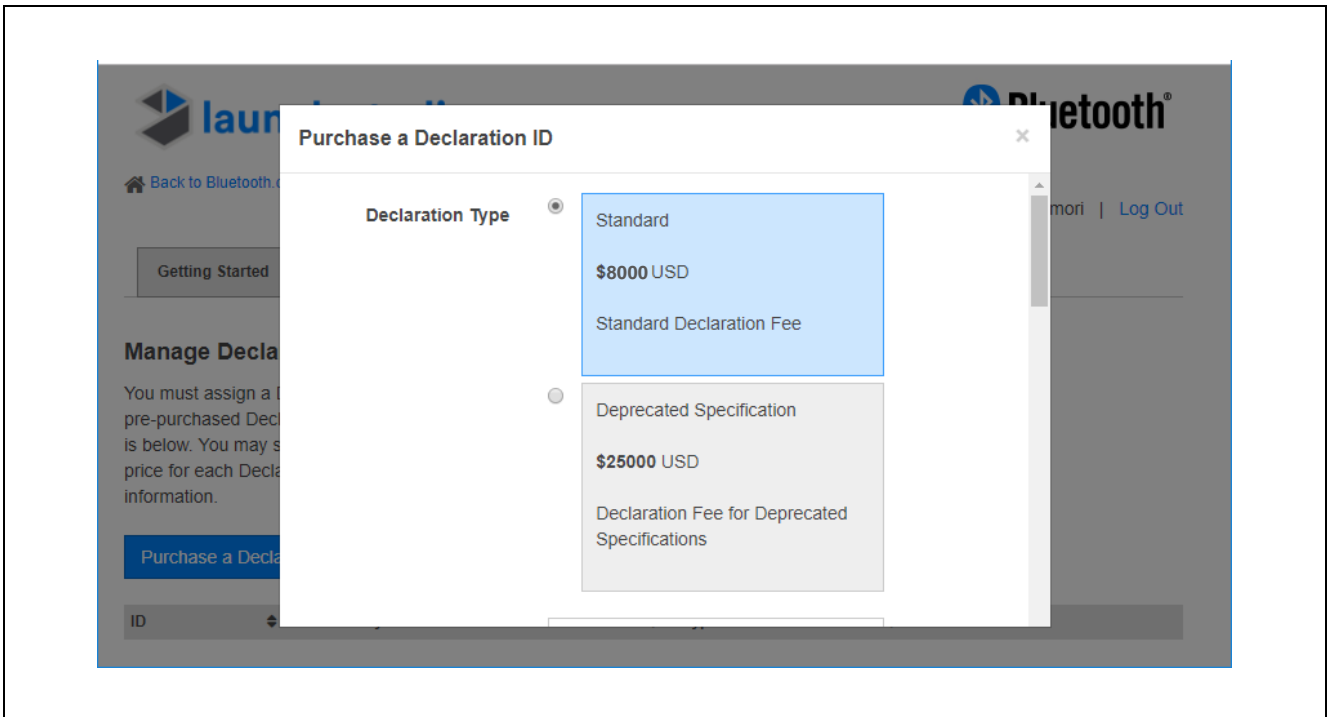 laun
Bluetooth®
Purchase a Declaration ID
×
Back to Bluetooth.c
mori | Log Out
Declaration Type
Standard
$8000 USD
Standard Declaration Fee
Getting Started
Manage Decla
You must assign a D
pre-purchased Decl
is below. You may s
price for each Decla
information.
Deprecated Specification
$25000 USD
Declaration Fee for Deprecated
Specifications
Purchase a Decla
ID